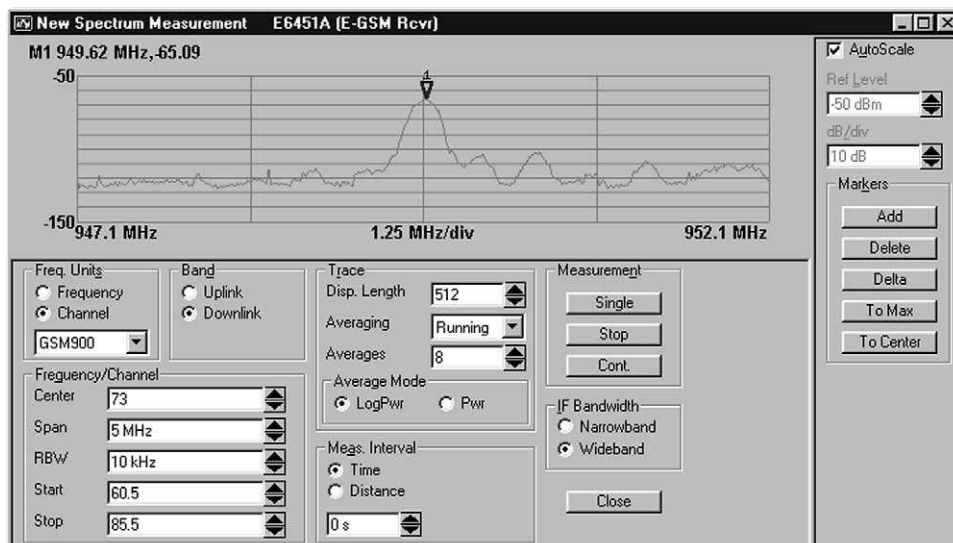 New Spectrum Measurement E6451A (E-GSM Rcvr)
M1 949.62 MHz,-65.09
-50
1
-150
947.1 MHz 1.25 MHz/div 952.1 MHz
AutoScale
Ref Level
-50 dBm
dB/div
10 dB
Markers
Add
Delete
Delta
To Max
To Center
Freq. Units
Frequency
Channel
GSM900
Band
Uplink
Downlink
Freguency/Channel
Center 73
Span 5 MHz
RBW 10 kHz
Start 60.5
Stop 85.5
Trace
Disp. Length 512
Averaging Running
Averages 8
Average Mode
LogPwr Pwr
Meas. Interval
Time
Distance
0 s
Measurement
Single
Stop
Cont.
IF Bandwidth
Narrowband
Wideband
Close